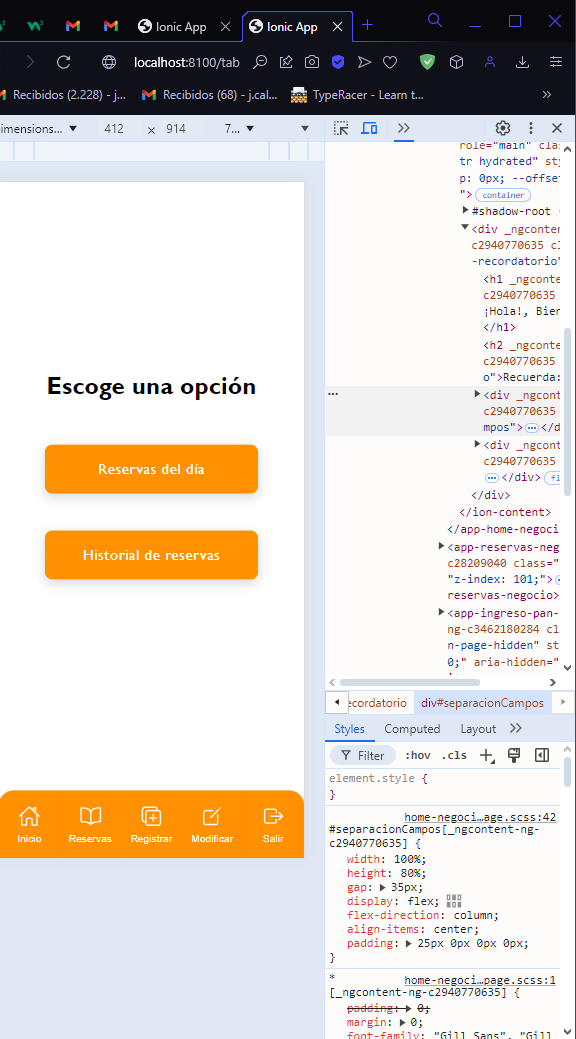 Ionic App
Ionic App
localhost:8100/tab
Recibidos (2.228) - j...
Recibidos (68) - j.cal...
TypeRacer - Learn t...
imensions...
412
×
914
7...
role="main" clas
tr hydrated" sty
p: 0px; --offset
"> container
#shadow-root (
<div _ngconten
c2940770635 cl
-recordatorio"
<h1 _ngconte
c2940770635
¡Hola!, Bien
</h1>
<h2 _ngconte
c2940770635
o">Recuerda:
...
<div _ngcont
c2940770635
mpos">
</d
<div _ngcont
c2940770635
</div>
</div>
</ion-content>
</app-home-negoci
<app-reservas-neg
c28209040 class="
"z-index: 101;">
reservas-negocio>
<app-ingreso-pan-
ng-c3462180284 cl
n-page-hidden" st
0;" aria-hidden="
Escoge una opción
Reservas del día
Historial de reservas
Inicio
Reservas
Registrar
Modificar
Salir
ecordatorio
div#separacionCampos
Styles
Computed
Layout
Filter
:hov
.cls
element.style {
}
home-negoci…age.scss:42
#separacionCampos[_ngcontent-ng-
c2940770635] {
width: 100%;
height: 80%;
gap: 35px;
display: flex;
flex-direction: column;
align-items: center;
padding: 25px 0px 0px 0px;
}
*
home-negoci…page.scss:1
[_ngcontent-ng-c2940770635] {
padding: 0;
margin: 0;
font-family: "Gill Sans", "Gill